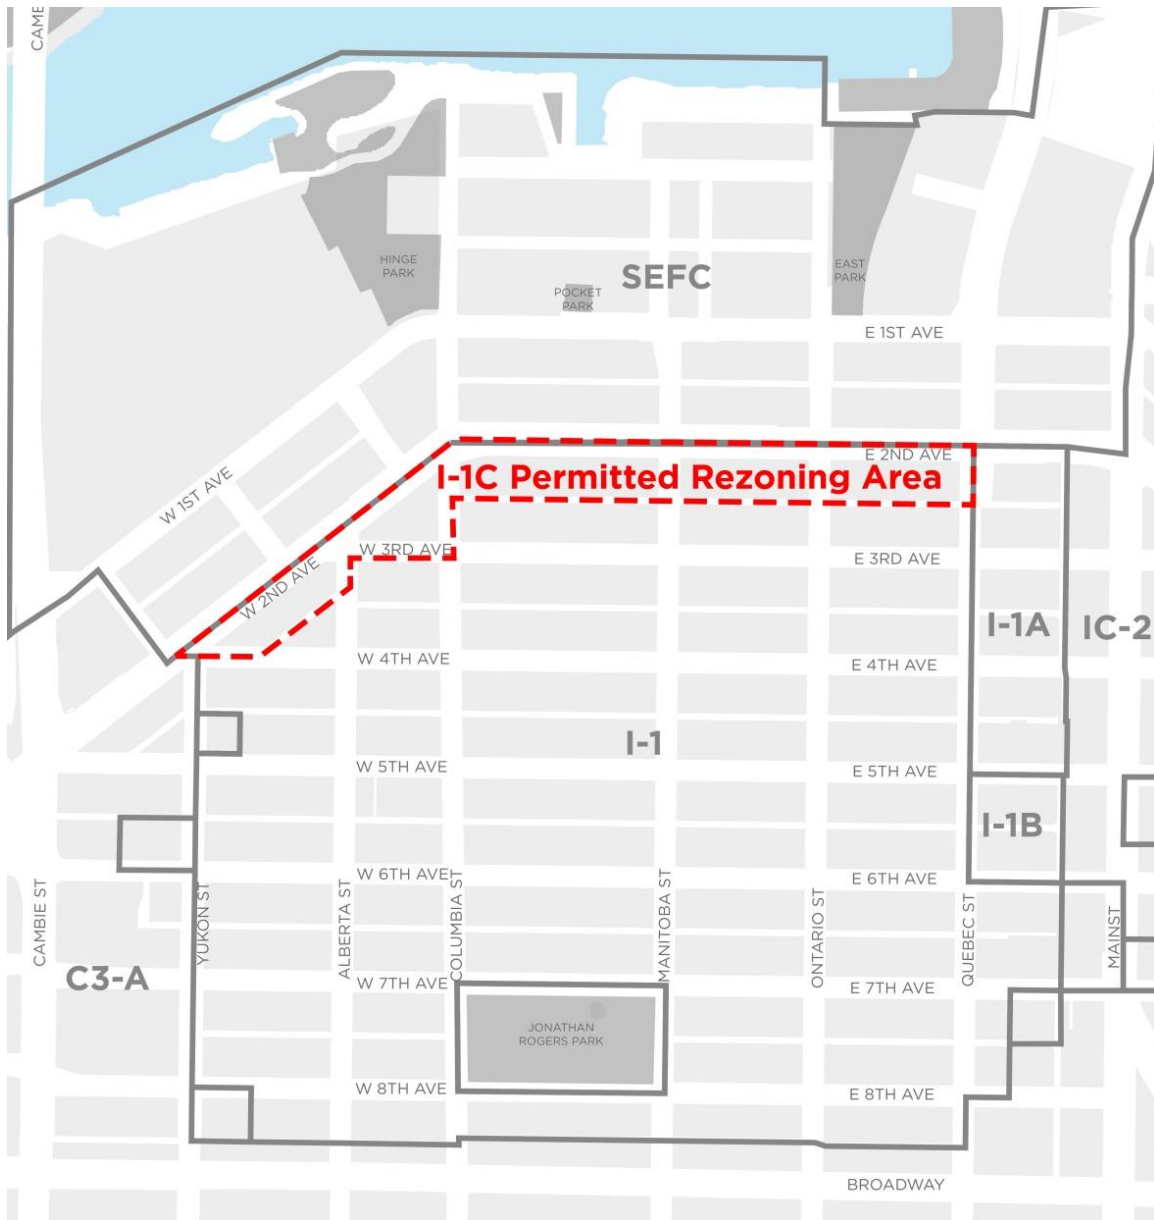 CAMB
HINGE
PARK
SEFC
EAST
PARK
POCKET
PARK
E 1ST AVE
E 2ND AVE
I-1C Permitted Rezoning Area
W 1ST AVE
W 3RD AVE
E 3RD AVE
W 2ND AVE
I-1A
IC-2
W 4TH AVE
E 4TH AVE
I-1
W 5TH AVE
E 5TH AVE
I-1B
W 6TH AVE
E 6TH AVE
CAMBIE ST
YUKON ST
ALBERTA ST
COLUMBIA ST
MANITOBA ST
ONTARIO ST
QUEBEC ST
MAINST
C3-A
W 7TH AVE
E 7TH AVE
JONATHAN
ROGERS PARK
W 8TH AVE
E 8TH AVE
BROADWAY